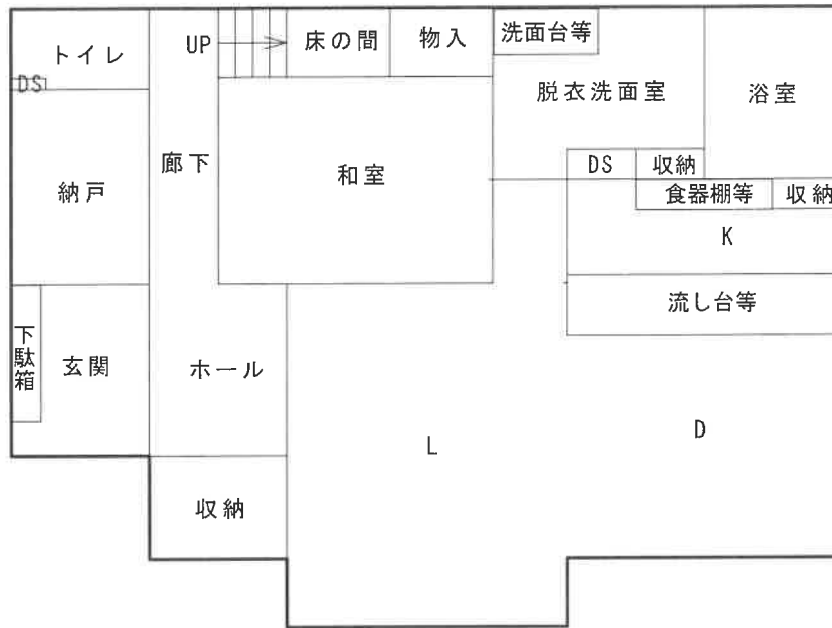 トイレ
UP
床の間
物入
洗面台等
脱衣洗面室
浴室
DS
納戸
廊下
和室
DS
収納
食器棚等
収納
K
流し台等
下駄箱
玄関
ホール
L
D
収納